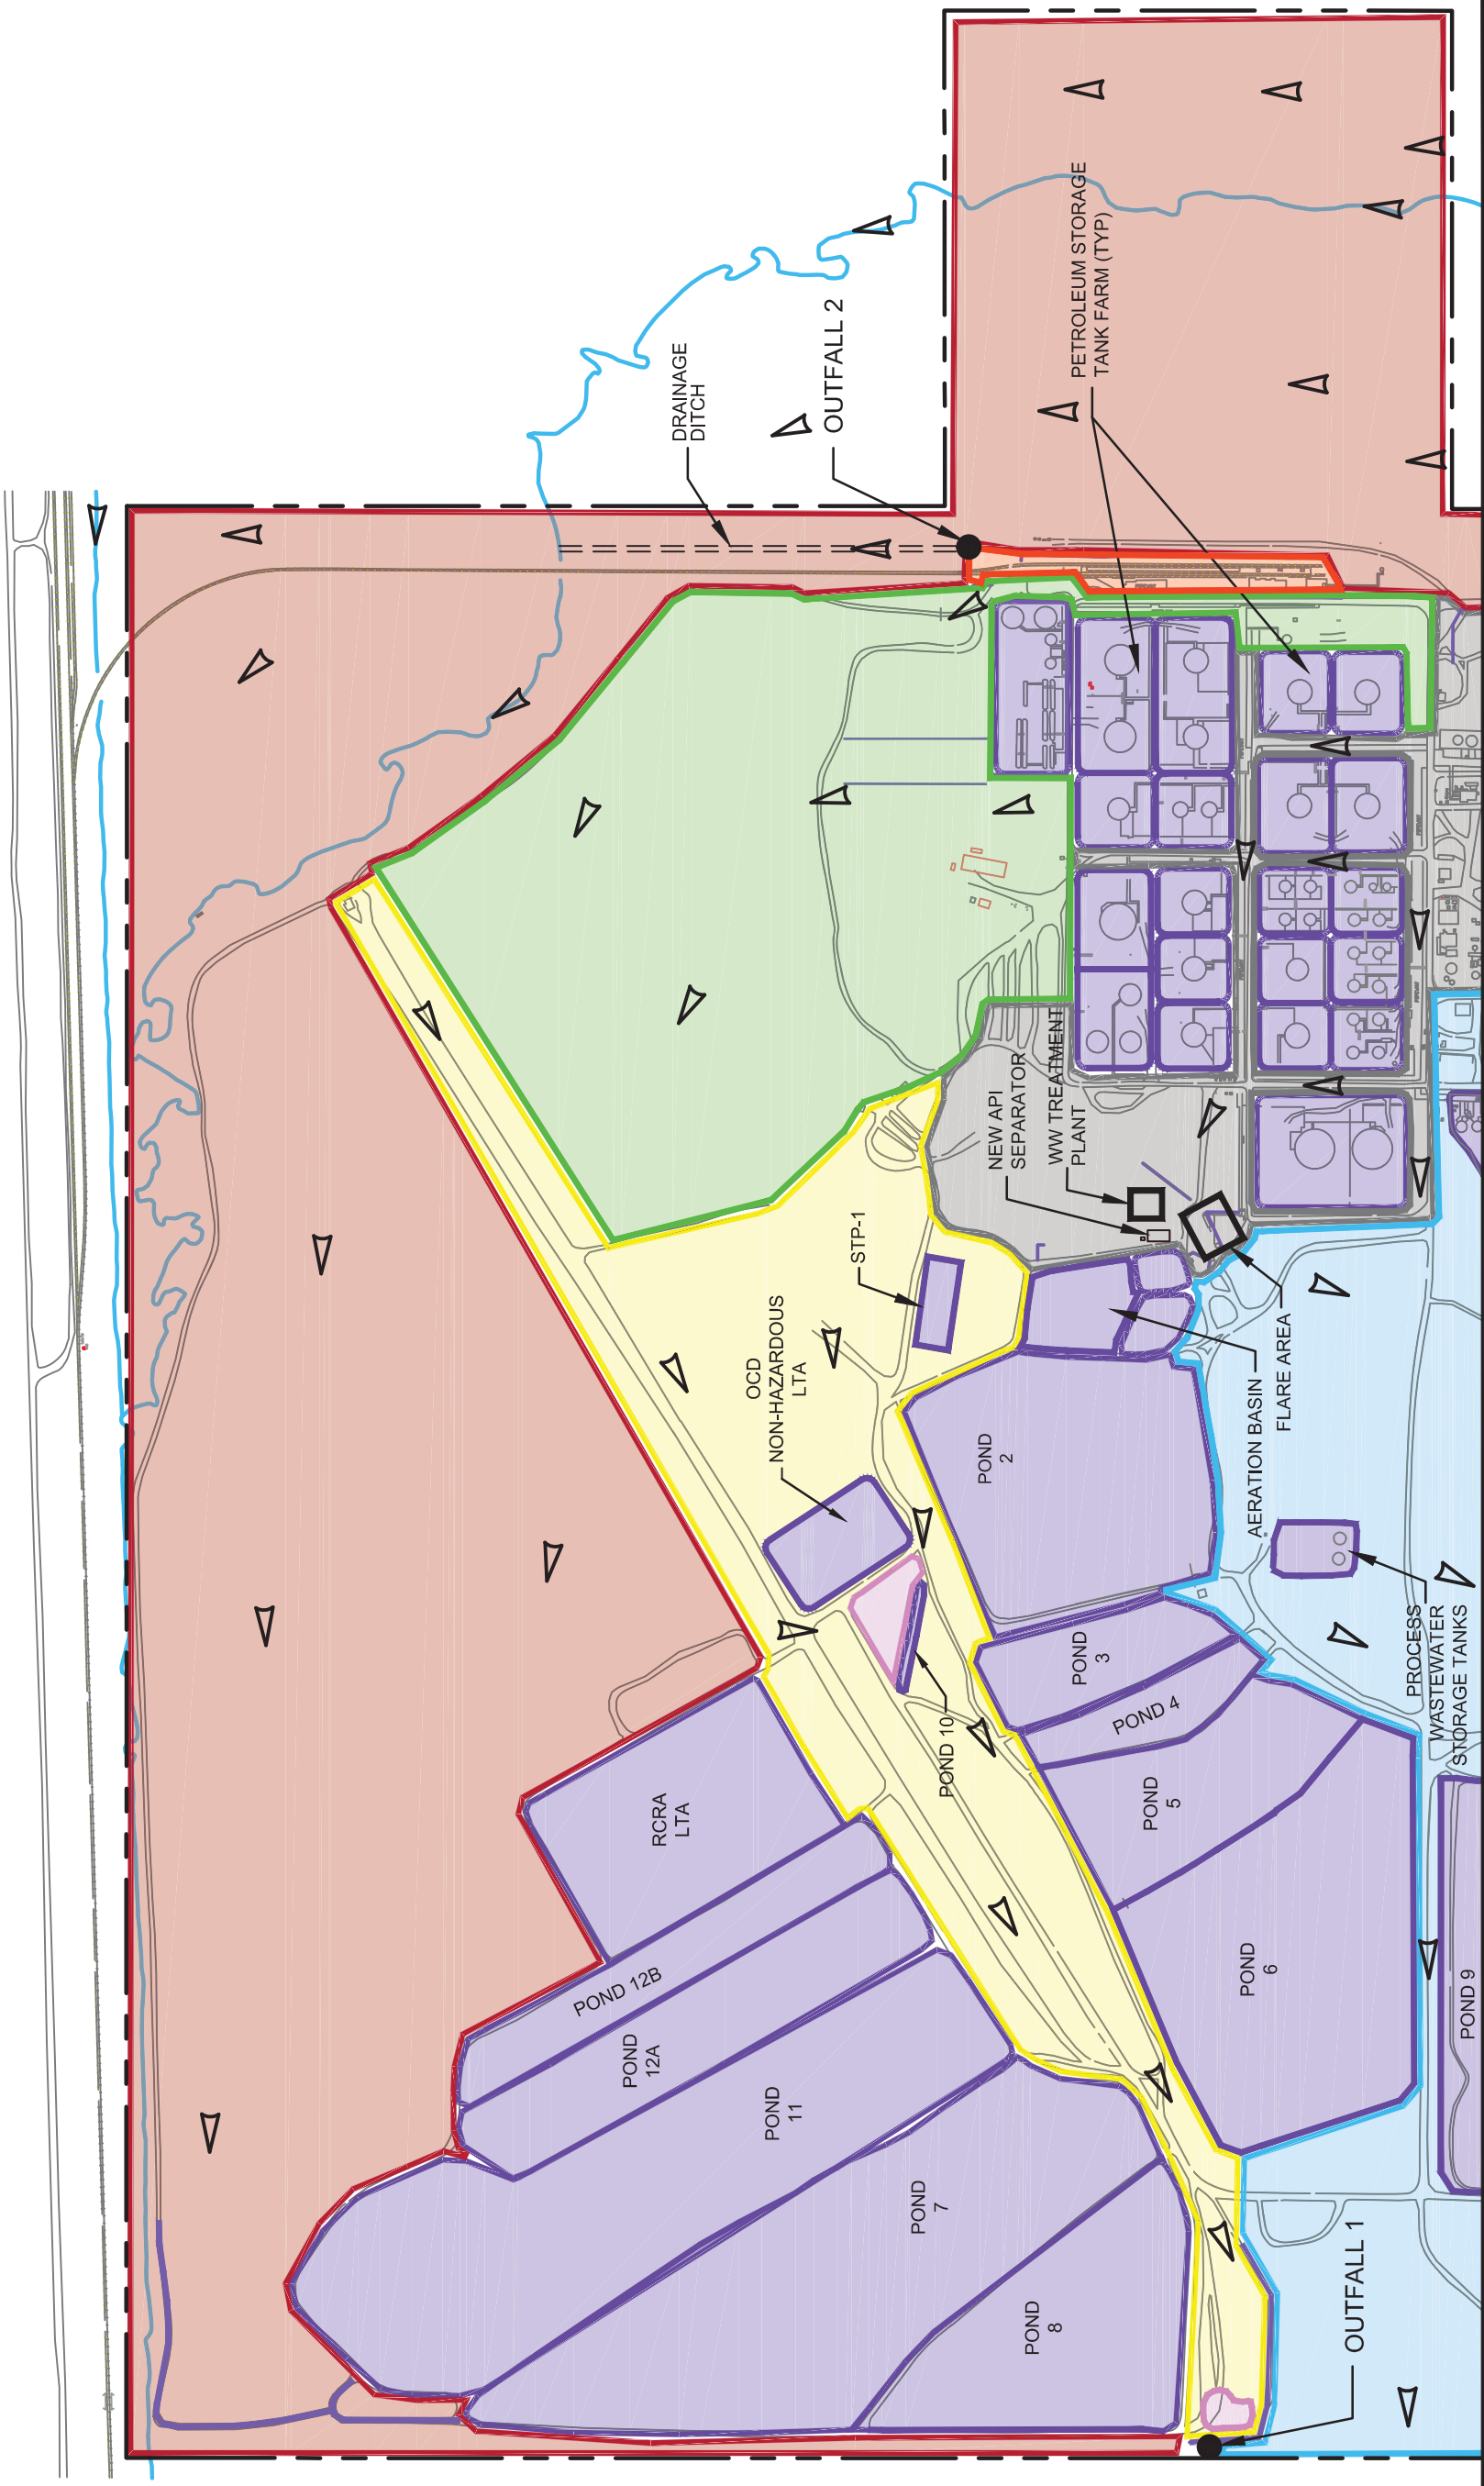 DRAINAGE
DITCH
OUTFALL 2
PETROLEUM STORAGE
TANK FARM (TYP)
NEW API
SEPARATOR
WW TREATMENT
PLANT
STP-1
OCD
NON-HAZARDOUS
LTA
POND
2
AERATION BASIN
FLARE AREA
PROCESS
WASTEWATER
STORAGE TANKS
POND
3
POND 4
POND 10
POND
5
RCRA
LTA
POND
6
POND 12B
POND
12A
POND
11
POND
7
POND
8
POND 9
OUTFALL 1